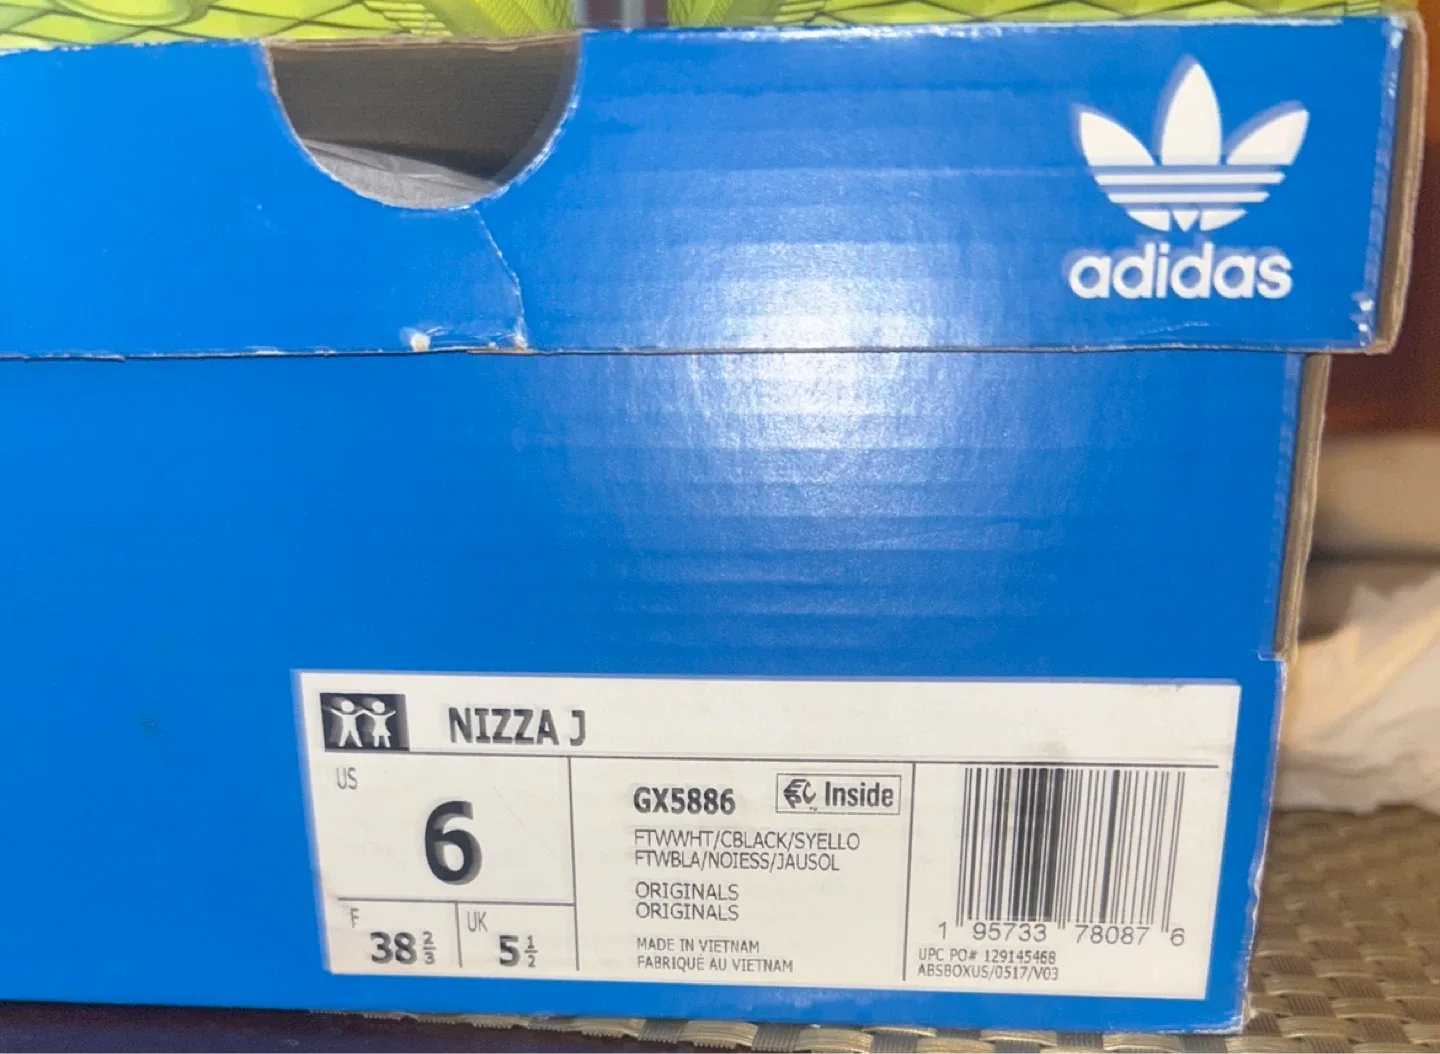 adidas
NIZZA J
US
6
F
38 2/3
UK
5 1/2
GX5886
Inside
FTWWHT/CBLACK/SYELLO
FTWBLA/NOIESS/JAUSOL
ORIGINALS
ORIGINALS
MADE IN VIETNAM
FABRIQUÉ AU VIETNAM
1 95733 78087 6
UPC PO# 129145468
ABSBOXUS/0517/V03